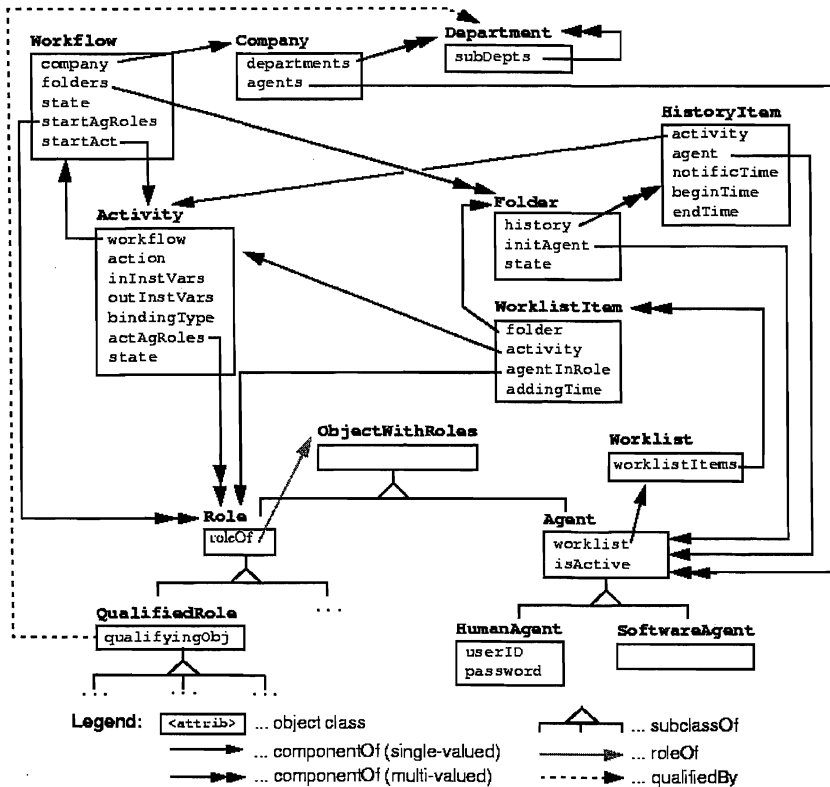 Workflow
company
folders
state
startAgRoles
startAct
Company
departments
agents
Department
subDepts
HistoryItem
activity
agent
notificTime
beginTime
endTime
Activity
workflow
action
inInstVars
outInstVars
bindingType
actAgRoles
state
Folder
history
initAgent
state
WorklistItem
folder
activity
agentInRole
addingTime
ObjectWithRoles
Worklist
worklistItems
Role
roleOf
Agent
worklist
isActive
...
QualifiedRole
qualifyingObj
HumanAgent
userID
password
SoftwareAgent
... ... ...
Legend: <attrib> ... object class
... componentOf (single-valued)
... componentOf (multi-valued)
... subclassOf
... roleOf
... qualifiedBy